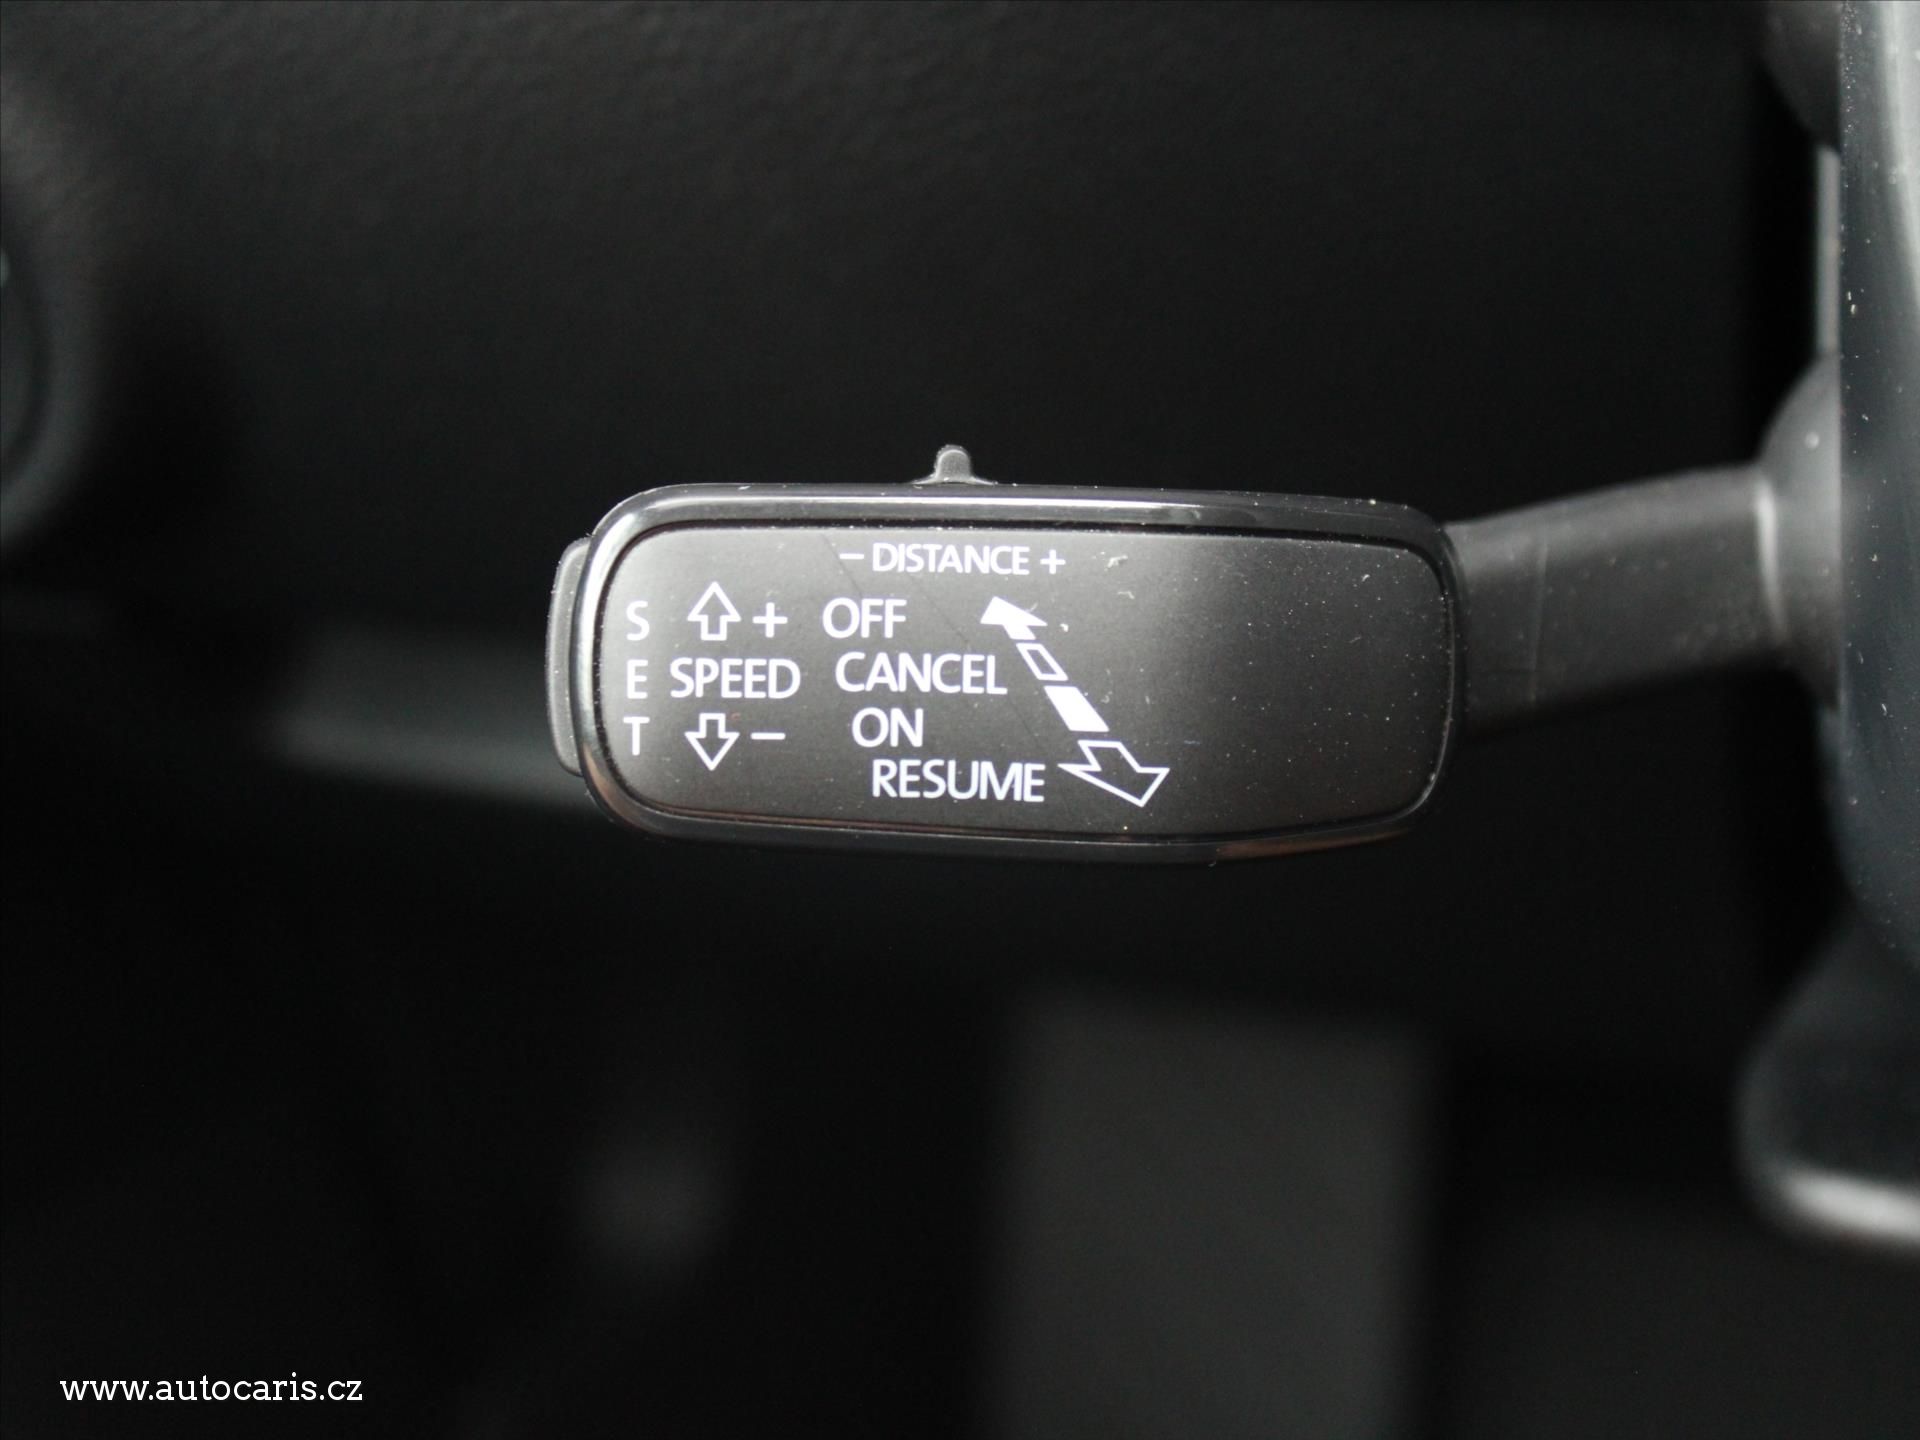 – DISTANCE +
S + OFF
E SPEED CANCEL
T – ON
RESUME
www.autocaris.cz